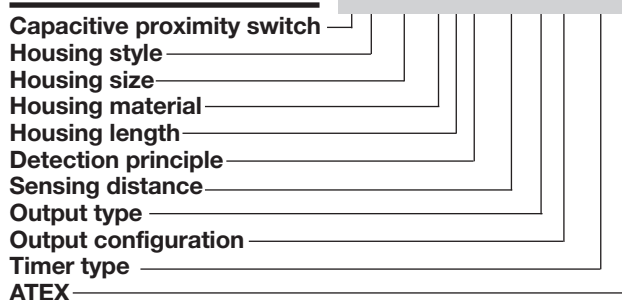 Capacitive proximity switch
Housing style
Housing size
Housing material
Housing length
Detection principle
Sensing distance
Output type
Output configuration
Timer type
ATEX